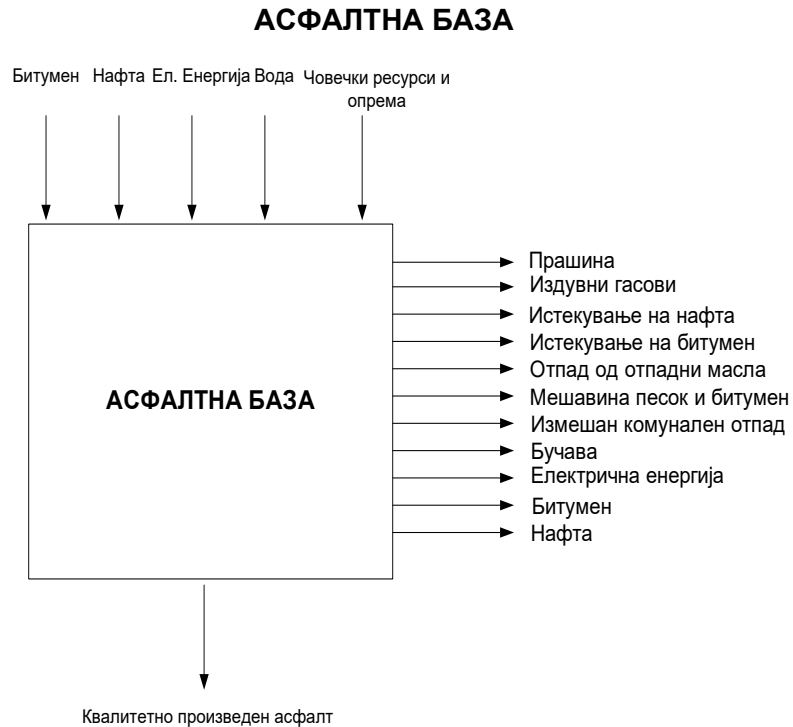 АСФАЛТНА БАЗА
Битумен Нафта Ел. Енергија Вода Човечки ресурси и
опрема
АСФАЛТНА БАЗА
Прашина
Издувни гасови
Истекување на нафта
Истекување на битумен
Отпад од отпадни масла
Мешавина песок и битумен
Измешан комунален отпад
Бучава
Електрична енергија
Битумен
Нафта
Квалитетно произведен асфалт